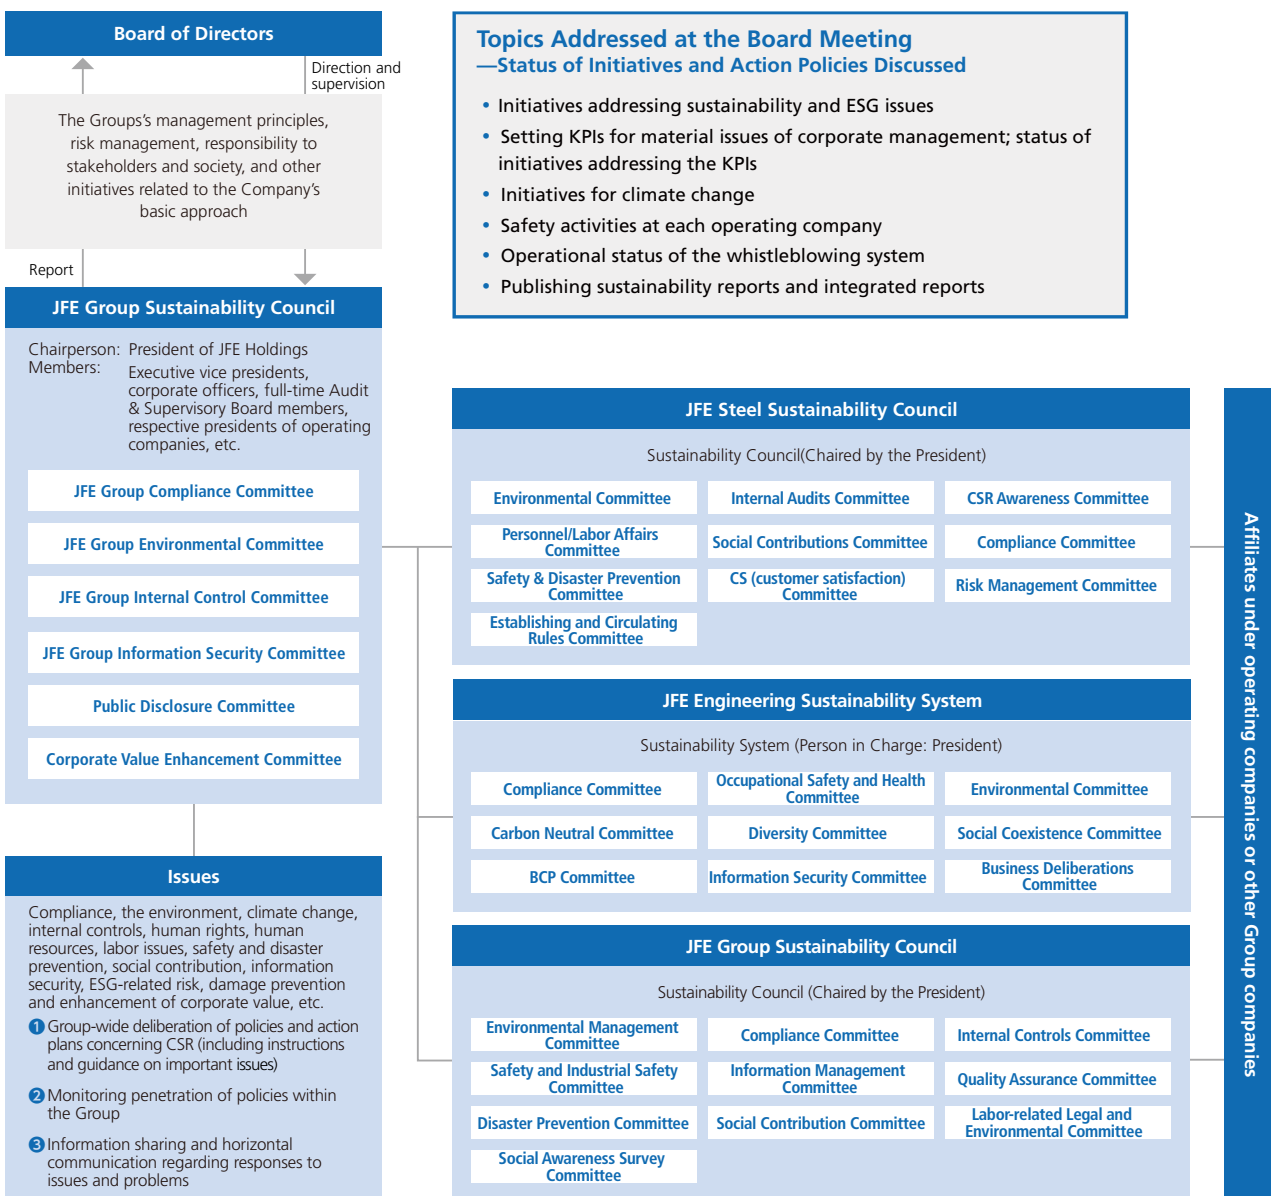 Board of Directors
Direction and
supervision
The Groups's management principles,
risk management, responsibility to
stakeholders and society, and other
initiatives related to the Company's
basic approach
Report
JFE Group Sustainability Council
Chairperson: President of JFE Holdings
Members: Executive vice presidents,
corporate officers, full-time Audit
& Supervisory Board members,
respective presidents of operating
companies, etc.
JFE Group Compliance Committee
JFE Group Environmental Committee
JFE Group Internal Control Committee
JFE Group Information Security Committee
Public Disclosure Committee
Corporate Value Enhancement Committee
Issues
Compliance, the environment, climate change,
internal controls, human rights, human
resources, labor issues, safety and disaster
prevention, social contribution, information
security, ESG-related risk, damage prevention
and enhancement of corporate value, etc.
❶ Group-wide deliberation of policies and action
plans concerning CSR (including instructions
and guidance on important issues)
❷ Monitoring penetration of policies within
the Group
❸ Information sharing and horizontal
communication regarding responses to
issues and problems
Topics Addressed at the Board Meeting
—Status of Initiatives and Action Policies Discussed
• Initiatives addressing sustainability and ESG issues
• Setting KPIs for material issues of corporate management; status of
initiatives addressing the KPIs
• Initiatives for climate change
• Safety activities at each operating company
• Operational status of the whistleblowing system
• Publishing sustainability reports and integrated reports
JFE Steel Sustainability Council
Sustainability Council(Chaired by the President)
Environmental Committee
Internal Audits Committee
CSR Awareness Committee
Personnel/Labor Affairs
Committee
Social Contributions Committee
Compliance Committee
Safety & Disaster Prevention
Committee
CS (customer satisfaction)
Committee
Risk Management Committee
Establishing and Circulating
Rules Committee
JFE Engineering Sustainability System
Sustainability System (Person in Charge: President)
Compliance Committee
Occupational Safety and Health
Committee
Environmental Committee
Carbon Neutral Committee
Diversity Committee
Social Coexistence Committee
BCP Committee
Information Security Committee
Business Deliberations
Committee
JFE Group Sustainability Council
Sustainability Council (Chaired by the President)
Environmental Management
Committee
Compliance Committee
Internal Controls Committee
Safety and Industrial Safety
Committee
Information Management
Committee
Quality Assurance Committee
Disaster Prevention Committee
Social Contribution Committee
Labor-related Legal and
Environmental Committee
Social Awareness Survey
Committee
Affiliates under operating companies or other Group companies